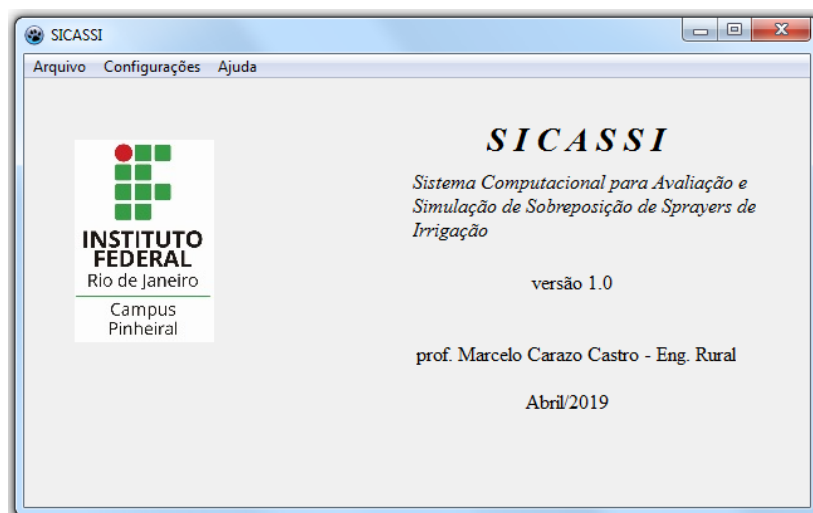 SICASSI
Arquivo Configurações Ajuda
INSTITUTO
FEDERAL
Rio de Janeiro
Campus
Pinheiral
S I C A S S I
Sistema Computacional para Avaliação e
Simulação de Sobreposição de Sprayers de
Irrigação
versão 1.0
prof. Marcelo Carazo Castro - Eng. Rural
Abril/2019